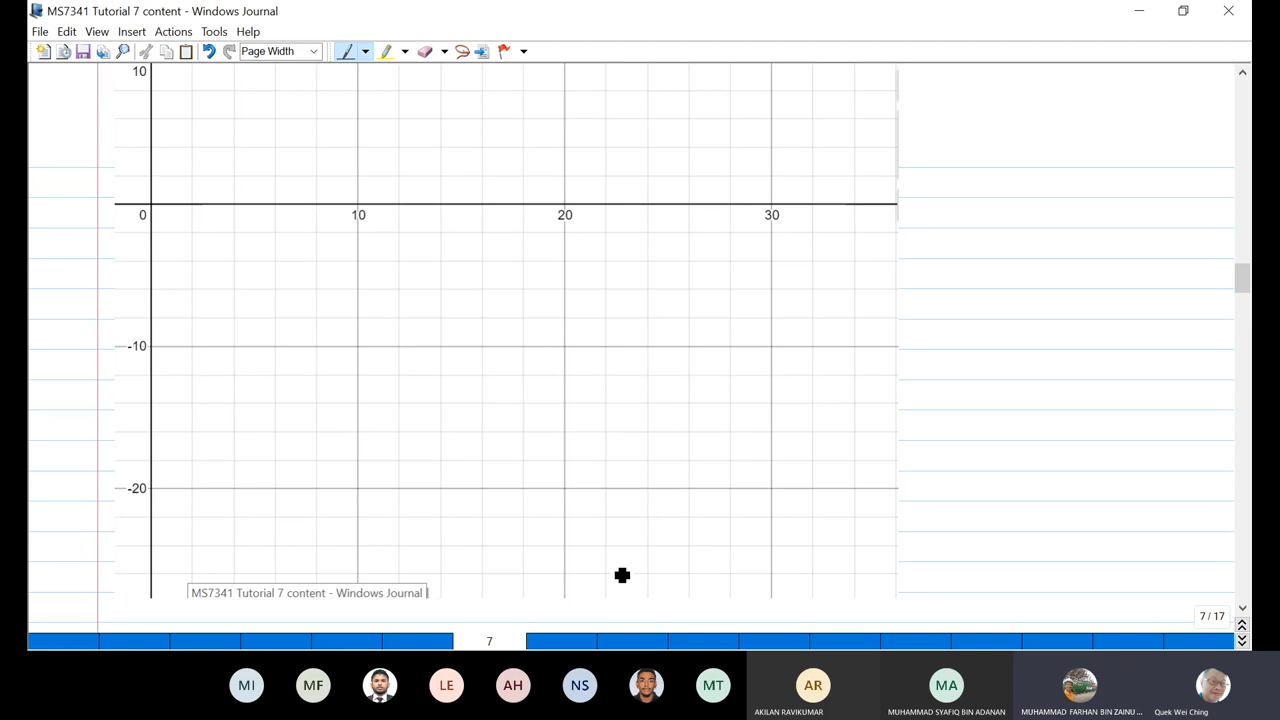 MS7341 Tutorial 7 content - Windows Journal
File Edit View Insert Actions Tools Help
Page Width
10
0 10 20 30
-10
-20
MS7341 Tutorial 7 content - Windows Journal
7 / 17
7
MI MF LE AH NS MT AR MA
AKILAN RAVIKUMAR MUHAMMAD SYAFIQ BIN ADANAN MUHAMMAD FARHAN BIN ZAINU ... Quek Wei Ching